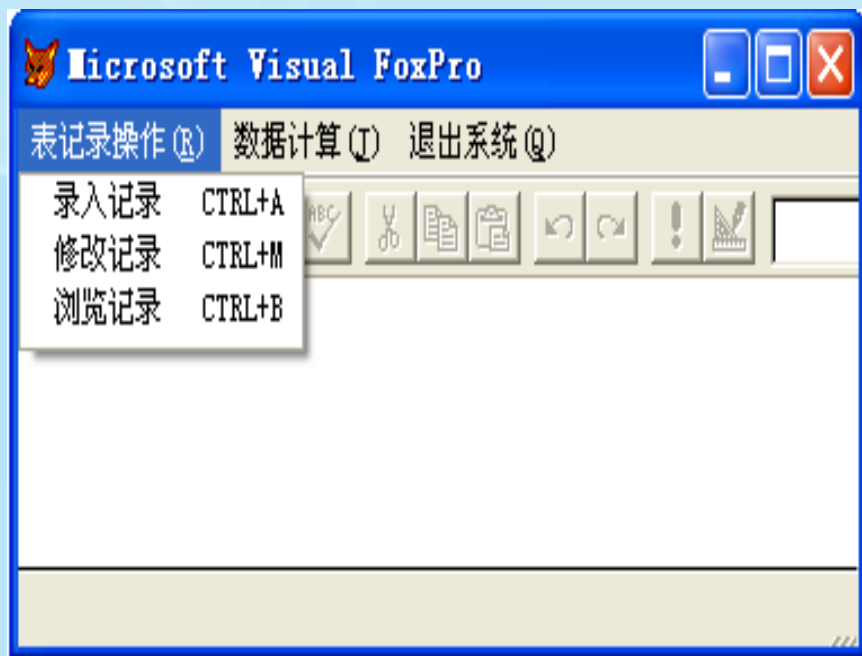 Microsoft Visual FoxPro
表记录操作(R) 数据计算(T) 退出系统(Q)
录入记录 CTRL+A
修改记录 CTRL+M
浏览记录 CTRL+B
ABC